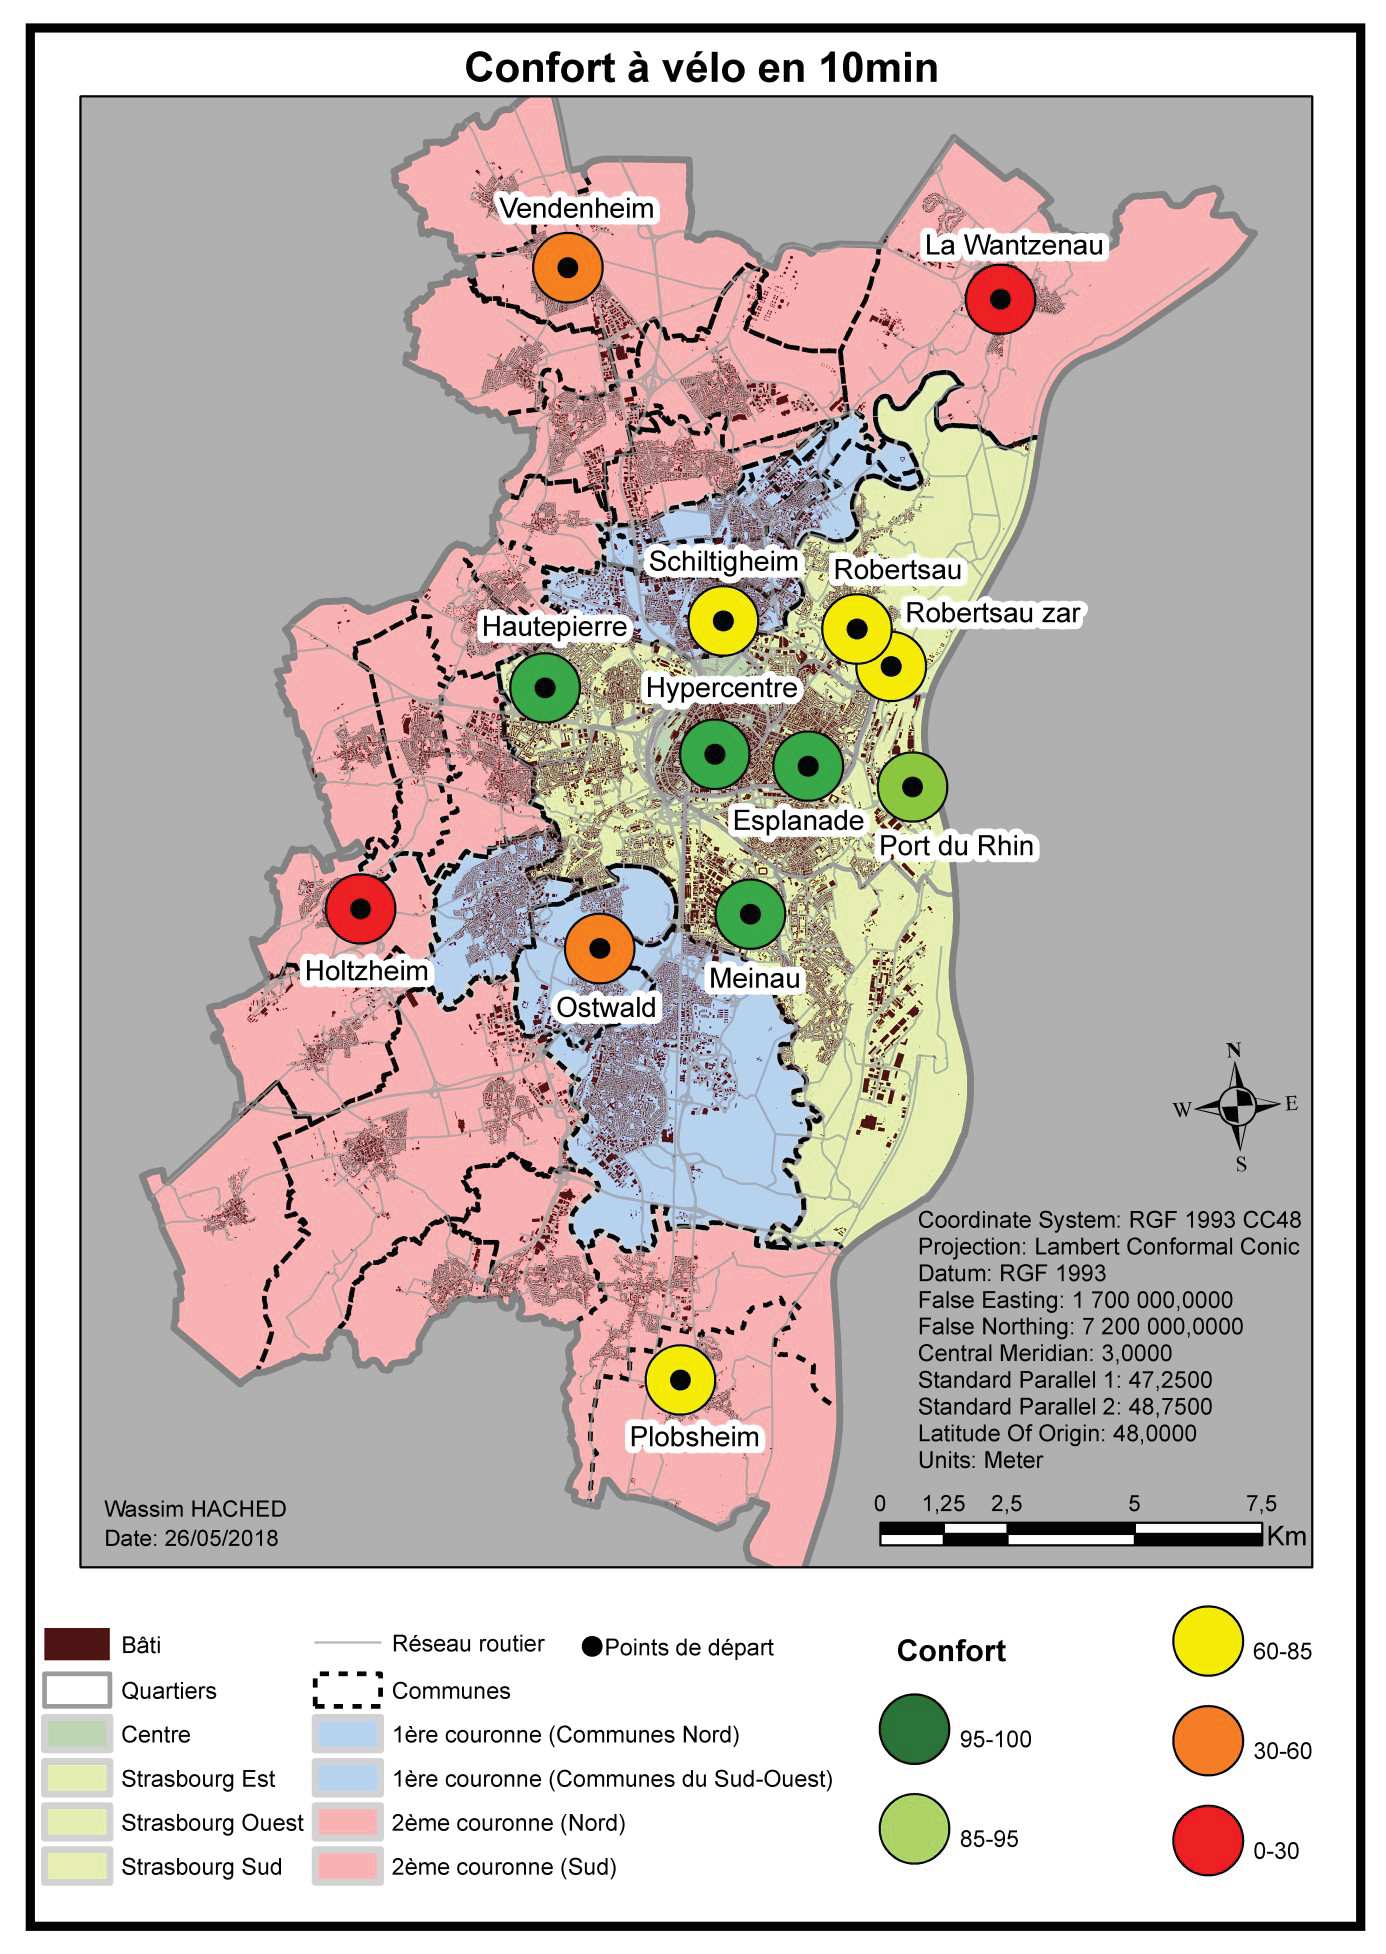 Confort à vélo en 10min
Vendenheim
La Wantzenau
Schiltigheim
Robertsau
Robertsau zar
Hautepierre
Hypercentre
Esplanade
Port du Rhin
Holtzheim
Ostwald
Meinau
Plobsheim
N
W
E
S
Coordinate System: RGF 1993 CC48
Projection: Lambert Conformal Conic
Datum: RGF 1993
False Easting: 1 700 000,0000
False Northing: 7 200 000,0000
Central Meridian: 3,0000
Standard Parallel 1: 47,2500
Standard Parallel 2: 48,7500
Latitude Of Origin: 48,0000
Units: Meter
Wassim HACHED
Date: 26/05/2018
0 1,25 2,5 5 7,5
Km
Bâti
Quartiers
Centre
Strasbourg Est
Strasbourg Ouest
Strasbourg Sud
Réseau routier
Communes
1ère couronne (Communes Nord)
1ère couronne (Communes du Sud-Ouest)
2ème couronne (Nord)
2ème couronne (Sud)
Points de départ
Confort
95-100
85-95
60-85
30-60
0-30